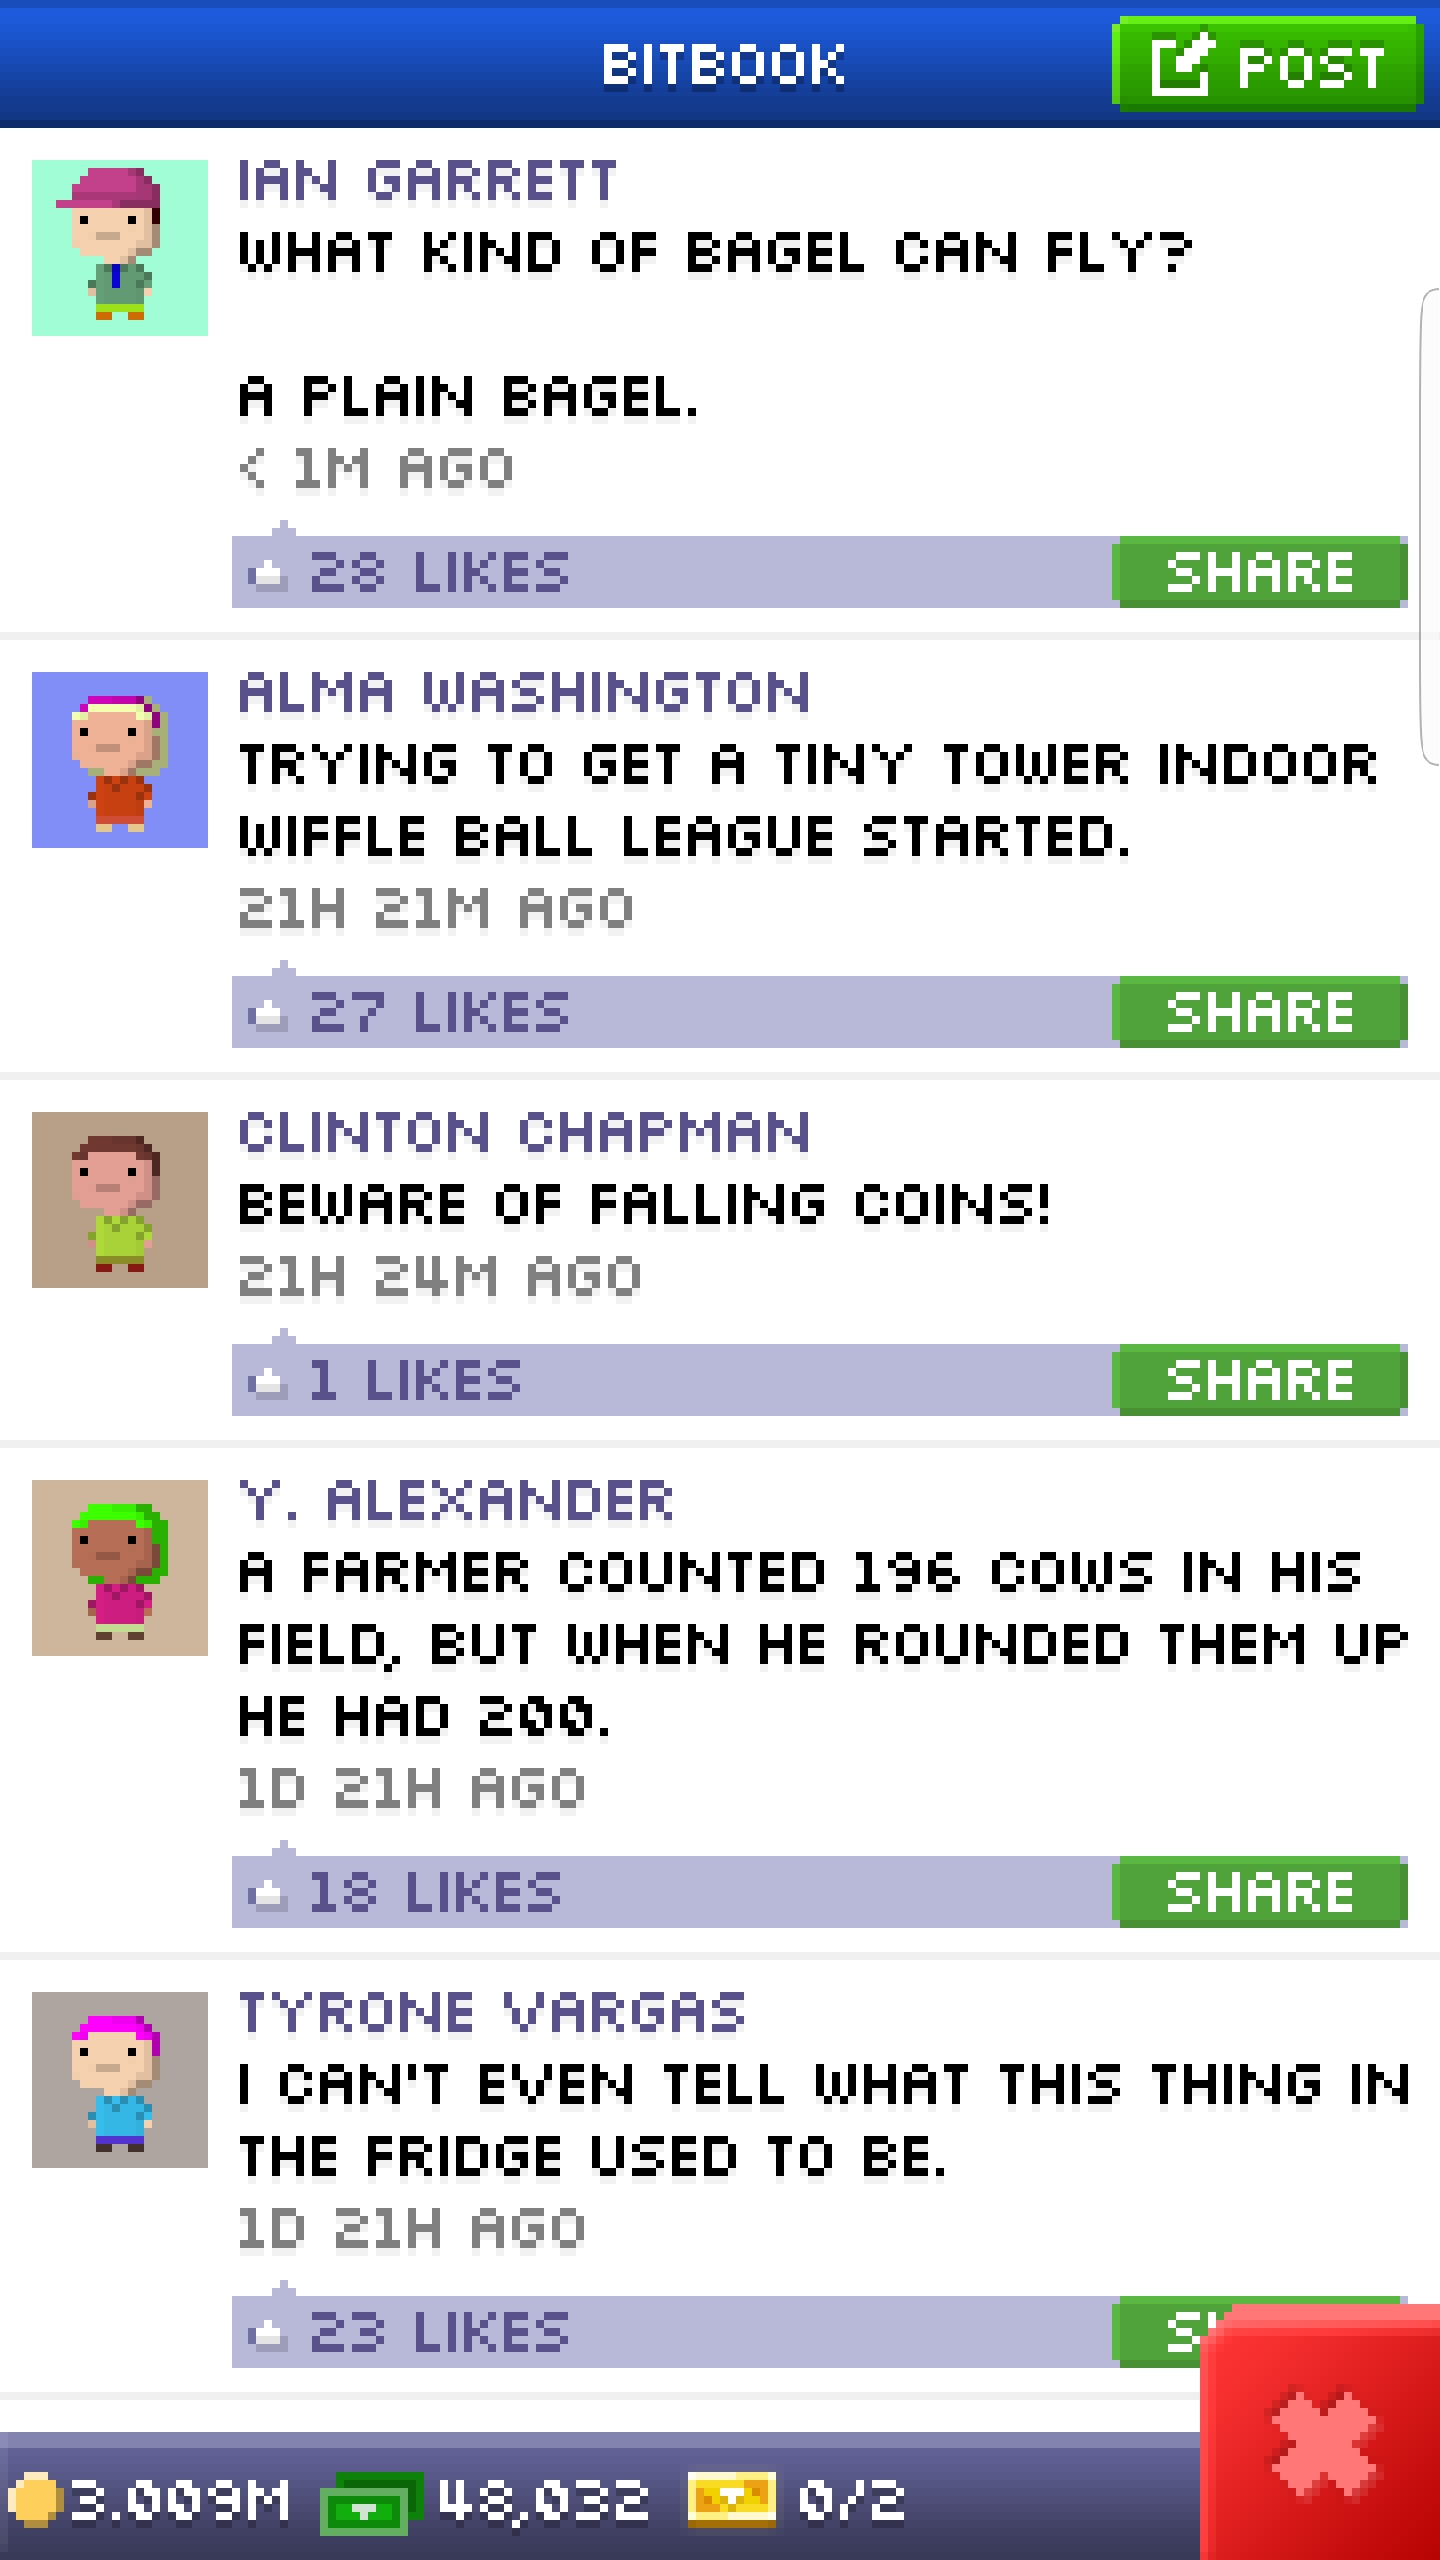 BITBOOK
POST
IAN GARRETT
WHAT KIND OF BAGEL CAN FLY?
A PLAIN BAGEL.
< 1M AGO
28 LIKES
SHARE
ALMA WASHINGTON
TRYING TO GET A TINY TOWER INDOOR
WIFFLE BALL LEAGUE STARTED.
21H 21M AGO
27 LIKES
SHARE
CLINTON CHAPMAN
BEWARE OF FALLING COINS!
21H 24M AGO
1 LIKES
SHARE
Y. ALEXANDER
A FARMER COUNTED 196 COWS IN HIS
FIELD, BUT WHEN HE ROUNDED THEM UP
HE HAD 200.
1D 21H AGO
18 LIKES
SHARE
TYRONE VARGAS
I CAN'T EVEN TELL WHAT THIS THING IN
THE FRIDGE USED TO BE.
1D 21H AGO
23 LIKES
3.009M 48,032 0/2